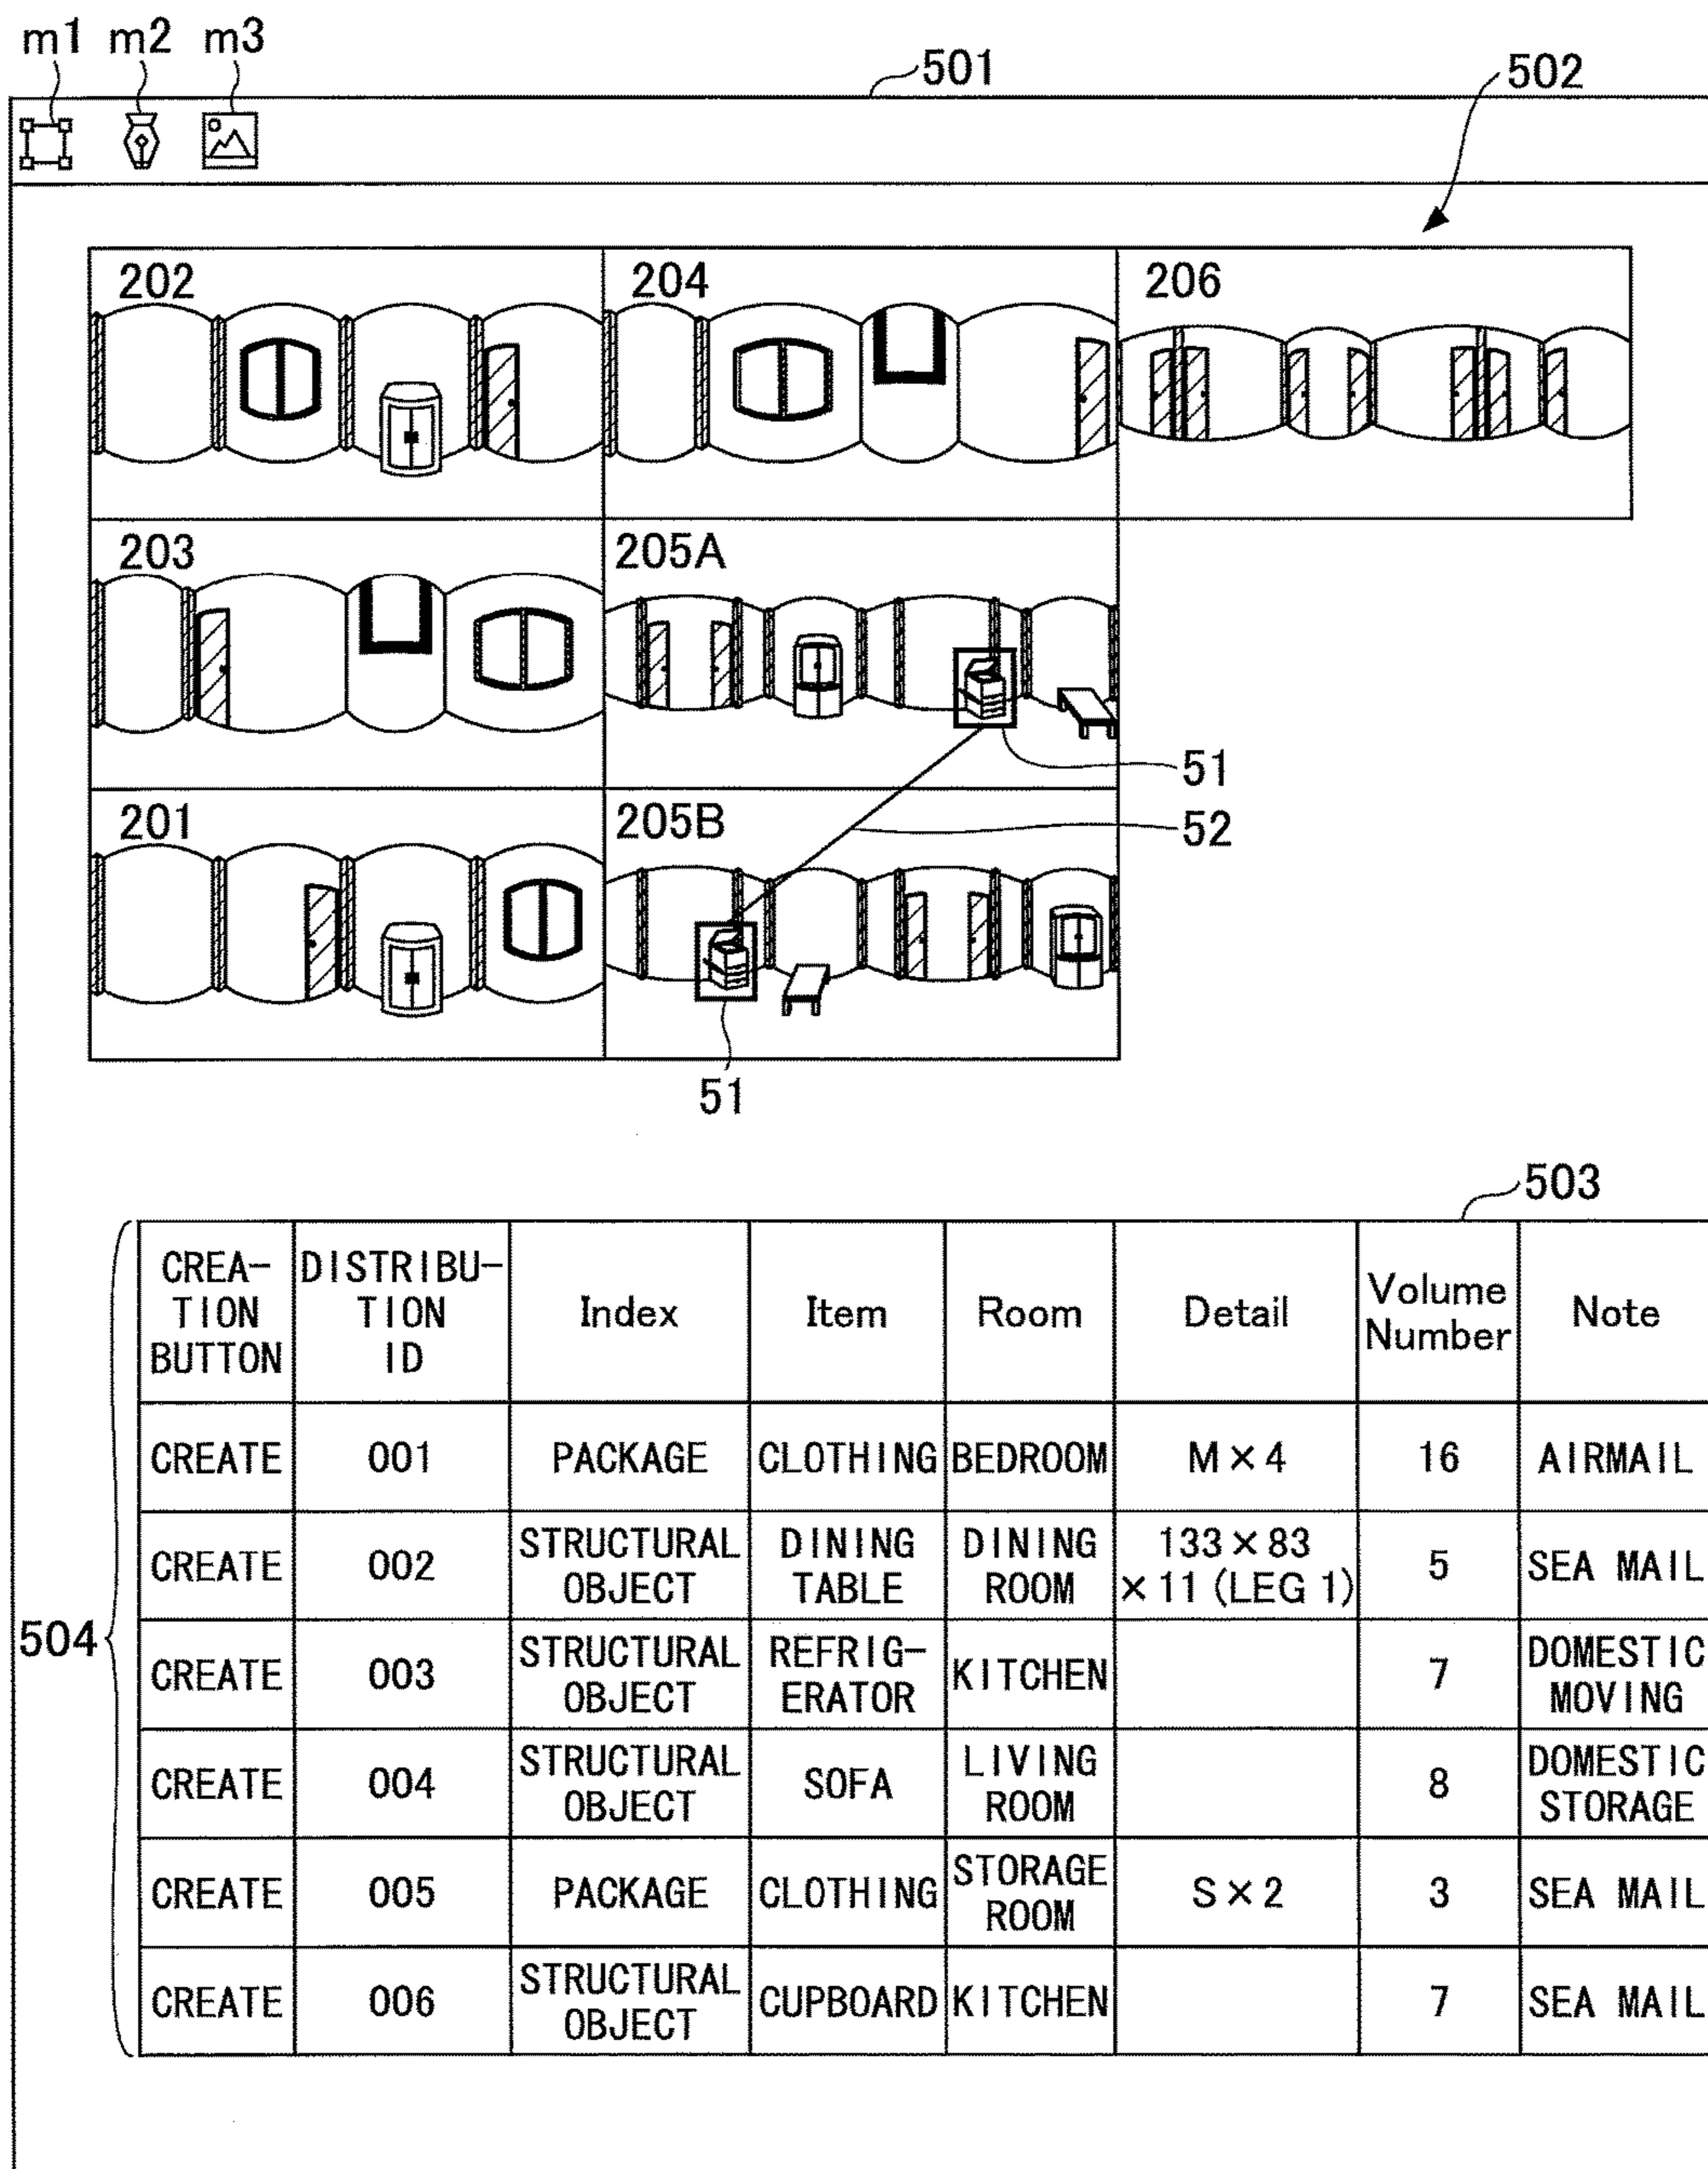 m1 m2 m3
501
502
202
204
206
203
205A
51
52
201
205B
51
503
504
CREA-
TION
BUTTON
DISTRIBU-
TION
ID
Index
Item
Room
Detail
Volume
Number
Note
CREATE
001
PACKAGE
CLOTHING
BEDROOM
M × 4
16
AIRMAIL
CREATE
002
STRUCTURAL
OBJECT
DINING
TABLE
DINING
ROOM
133 × 83
× 11 (LEG 1)
5
SEA MAIL
CREATE
003
STRUCTURAL
OBJECT
REFRIG-
ERATOR
KITCHEN
7
DOMESTIC
MOVING
CREATE
004
STRUCTURAL
OBJECT
SOFA
LIVING
ROOM
8
DOMESTIC
STORAGE
CREATE
005
PACKAGE
CLOTHING
STORAGE
ROOM
S × 2
3
SEA MAIL
CREATE
006
STRUCTURAL
OBJECT
CUPBOARD
KITCHEN
7
SEA MAIL